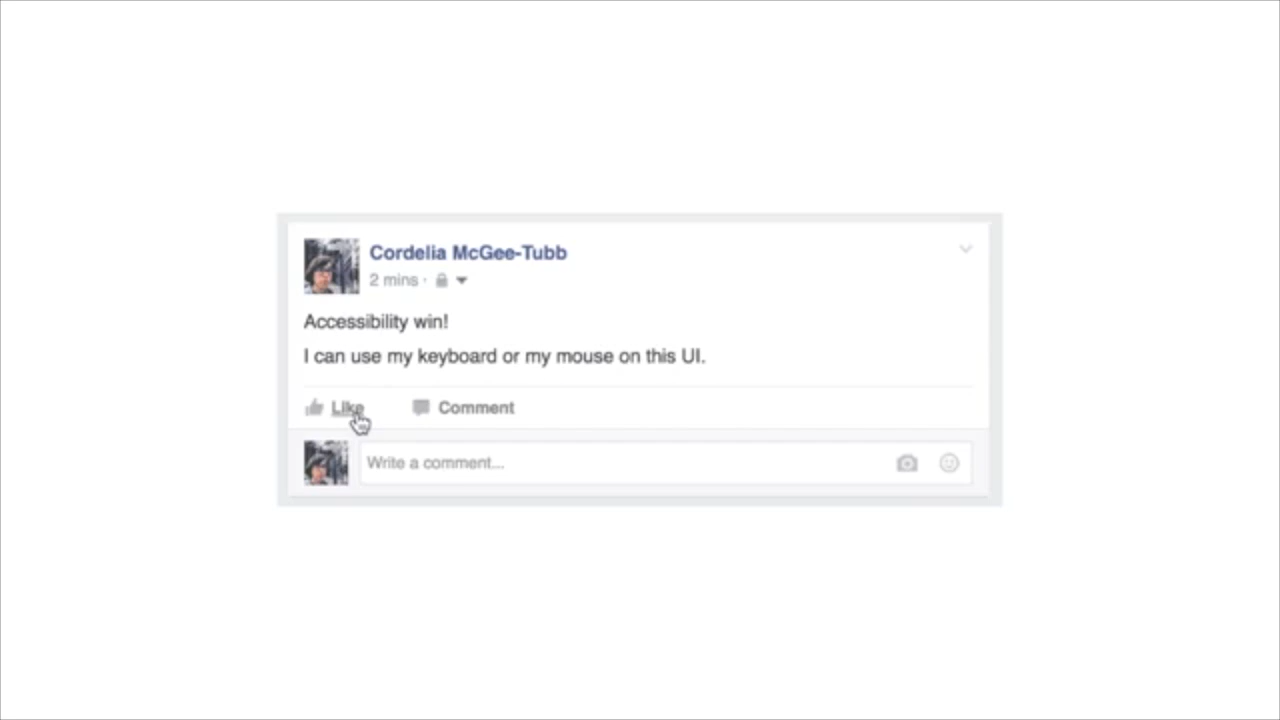 Cordelia McGee-Tubb
2 mins ·
Accessibility win!
I can use my keyboard or my mouse on this UI.
Like Comment
Write a comment...